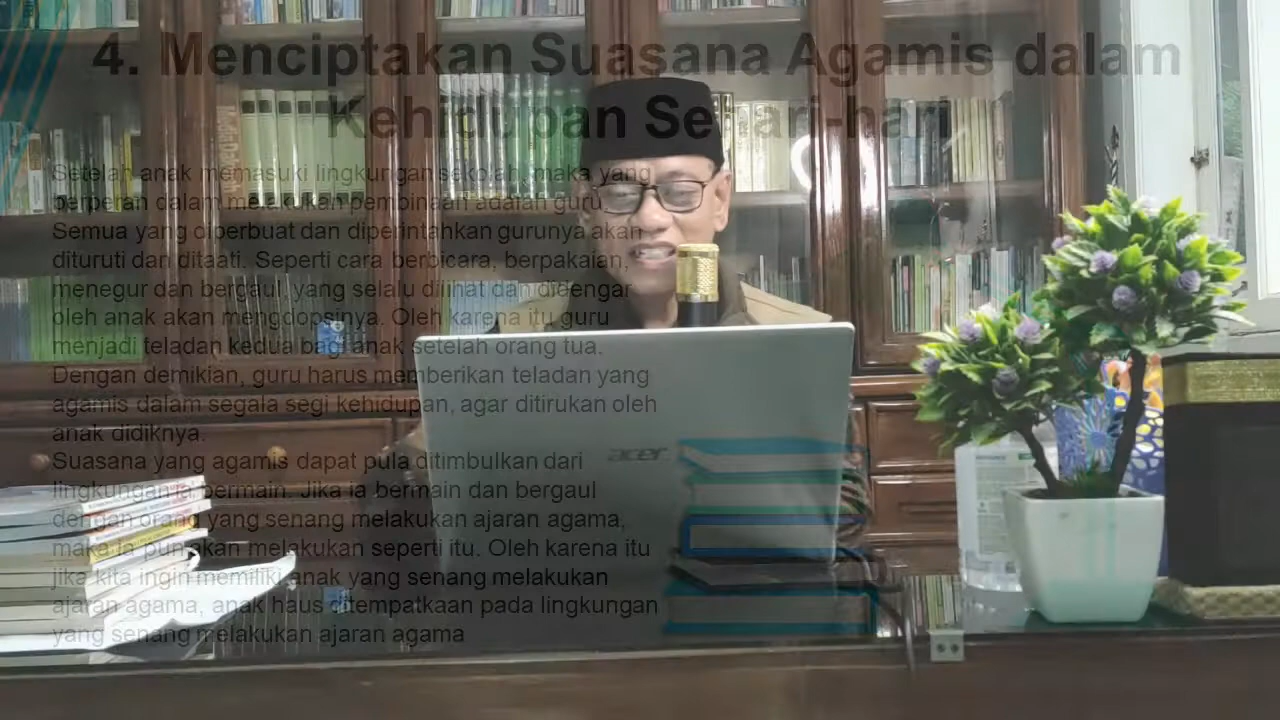 4. Menciptakan Suasana Agamis dalam
Kehidupan Sehari-hari
Setelah anak memasuki lingkungan sekolah, maka yang
berperan dalam melakukan pembinaan adalah guru.
Semua yang diperbuat dan diperintahkan gurunya akan
dituruti dan ditaati. Seperti cara berbicara, berpakaian,
menegur dan bergaul yang selalu dilihat dan didengar
oleh anak akan mengdopsinya. Oleh karena itu guru
menjadi teladan kedua bagi anak setelah orang tua.
Dengan demikian, guru harus memberikan teladan yang
agamis dalam segala segi kehidupan, agar ditirukan oleh
anak didiknya.
Suasana yang agamis dapat pula ditimbulkan dari
lingkungan ia bermain. Jika ia bermain dan bergaul
dengan orang yang senang melakukan ajaran agama,
maka ia pun akan melakukan seperti itu. Oleh karena itu
jika kita ingin memiliki anak yang senang melakukan
ajaran agama, anak haus ditempatkaan pada lingkungan
yang senang melakukan ajaran agama
acer